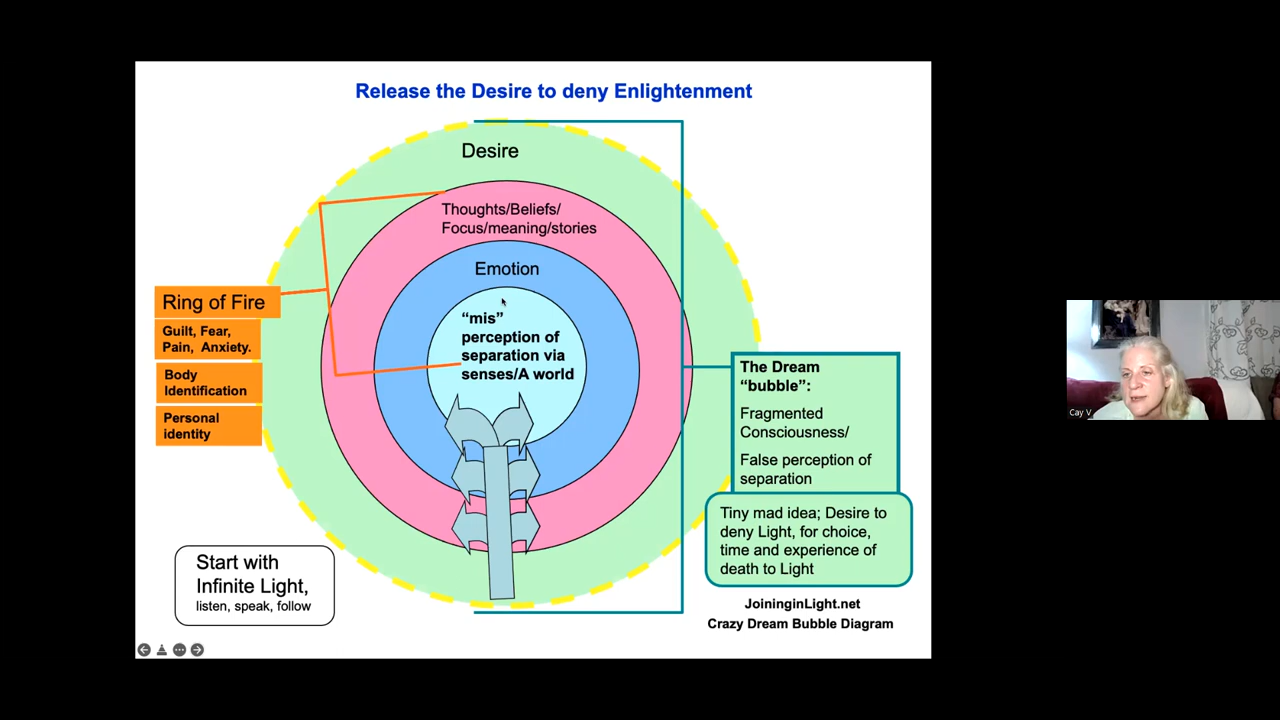 Release the Desire to deny Enlightenment
Desire
Thoughts/Beliefs/
Focus/meaning/stories
Emotion
“mis”
perception of
separation via
senses/A world
Ring of Fire
Guilt, Fear,
Pain, Anxiety.
Body
Identification
Personal
identity
The Dream
“bubble”:
Fragmented
Consciousness/
False perception of
separation
Tiny mad idea; Desire to
deny Light, for choice,
time and experience of
death to Light
Start with
Infinite Light,
listen, speak, follow
JoininginLight.net
Crazy Dream Bubble Diagram
Cay V